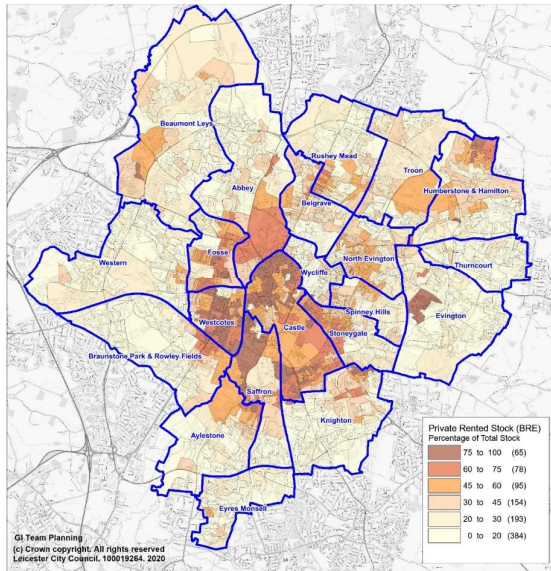 Beaumont Leys
Rushey Mead
Troon
Humberstone & Hamilton
Abbey
Belgrave
Fosse
North Evington
Western
Wycliffe
Thurncourt
Spinney Hills
Evington
Westcotes
Castle
Stoneygate
Braunstone Park & Rowley Fields
Saffron
Aylestone
Knighton
Eyres Monsell
Private Rented Stock (BRE)
Percentage of Total Stock
75 to 100 (65)
60 to 75 (78)
45 to 60 (95)
30 to 45 (154)
20 to 30 (193)
0 to 20 (384)
GI Team Planning
(c) Crown copyright. All rights reserved
Leicester City Council. 100019264. 2020